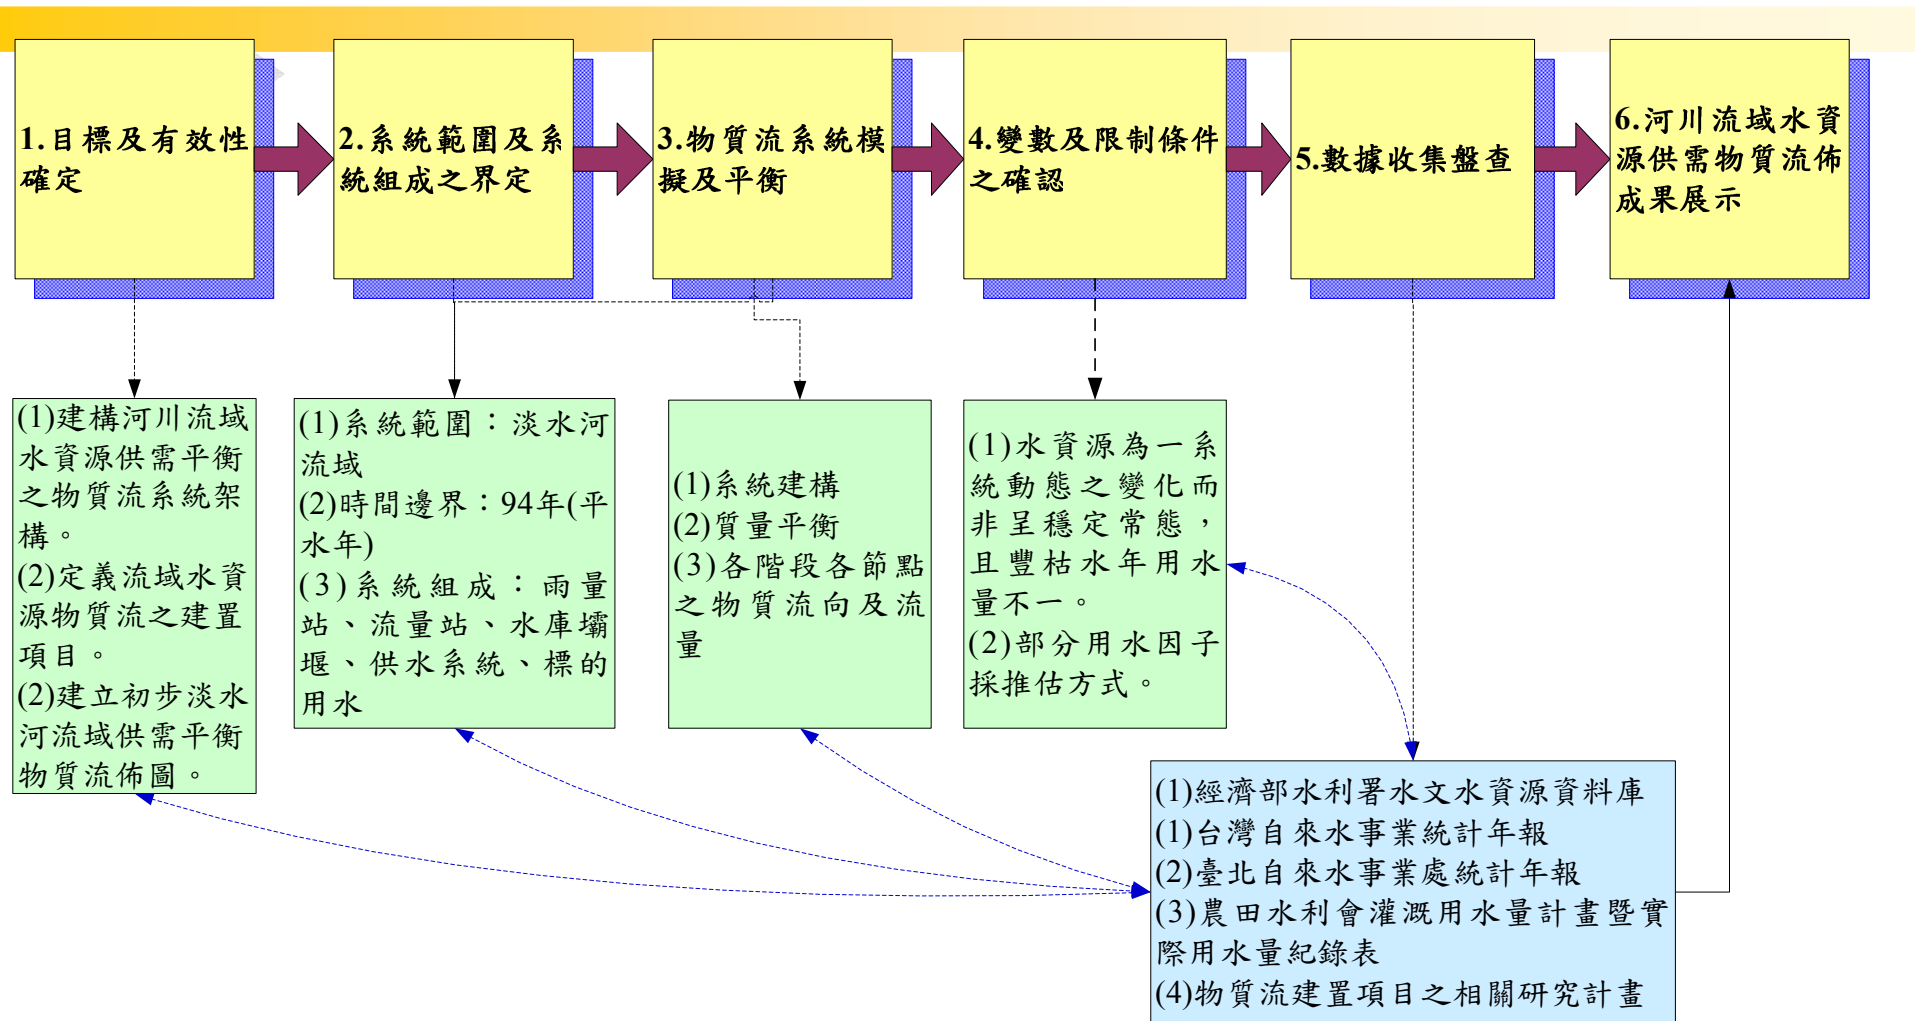 1.目標及有效性
確定
2.系統範圍及系
統組成之界定
3.物質流系統模
擬及平衡
4.變數及限制條件
之確認
5.數據收集盤查
6.河川流域水資
源供需物質流佈
成果展示
(1)建構河川流域
水資源供需平衡
之物質流系統架
構。
(2)定義流域水資
源物質流之建置
項目。
(2)建立初步淡水
河流域供需平衡
物質流佈圖。
(1)系統範圍：淡水河
流域
(2)時間邊界：94年(平
水年)
(3)系統組成：雨量
站、流量站、水庫壩
堰、供水系統、標的
用水
(1)系統建構
(2)質量平衡
(3)各階段各節點
之物質流向及流
量
(1)水資源為一系
統動態之變化而
非呈穩定常態，
且豐枯水年用水
量不一。
(2)部分用水因子
採推估方式。
(1)經濟部水利署水文水資源資料庫
(1)台灣自來水事業統計年報
(2)臺北自來水事業處統計年報
(3)農田水利會灌溉用水量計畫暨實
際用水量紀錄表
(4)物質流建置項目之相關研究計畫